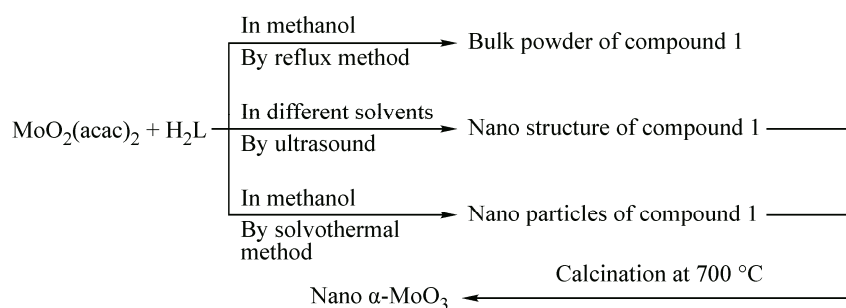 In methanol
By reflux method
Bulk powder of compound 1
MoO₂(acac)₂ + H₂L
In different solvents
By ultrasound
Nano structure of compound 1
In methanol
By solvothermal
method
Nano particles of compound 1
Calcination at 700 °C
Nano α-MoO₃